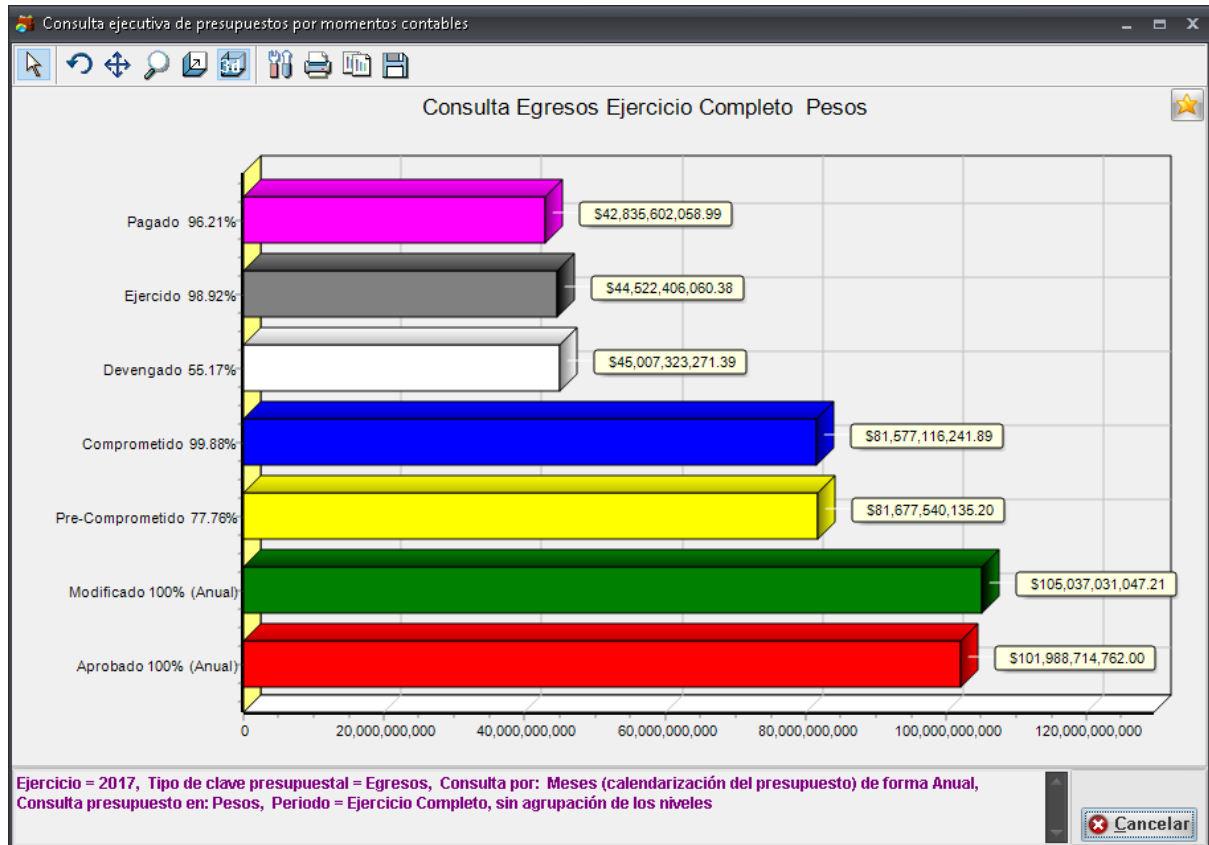 Consulta ejecutiva de presupuestos por momentos contables
Consulta Egresos Ejercicio Completo Pesos
Pagado 96.21%
$42,835,602,058.99
Ejercido 98.92%
$44,522,406,060.38
Devengado 55.17%
$45,007,323,271.39
Comprometido 99.88%
$81,577,116,241.89
Pre-Comprometido 77.76%
$81,677,540,135.20
Modificado 100% (Anual)
$105,037,031,047.21
Aprobado 100% (Anual)
$101,988,714,762.00
0 20,000,000,000 40,000,000,000 60,000,000,000 80,000,000,000 100,000,000,000 120,000,000,000
Ejercicio = 2017, Tipo de clave presupuestal = Egresos, Consulta por: Meses (calendarización del presupuesto) de forma Anual,
Consulta presupuesto en: Pesos, Periodo = Ejercicio Completo, sin agrupación de los niveles
Cancelar